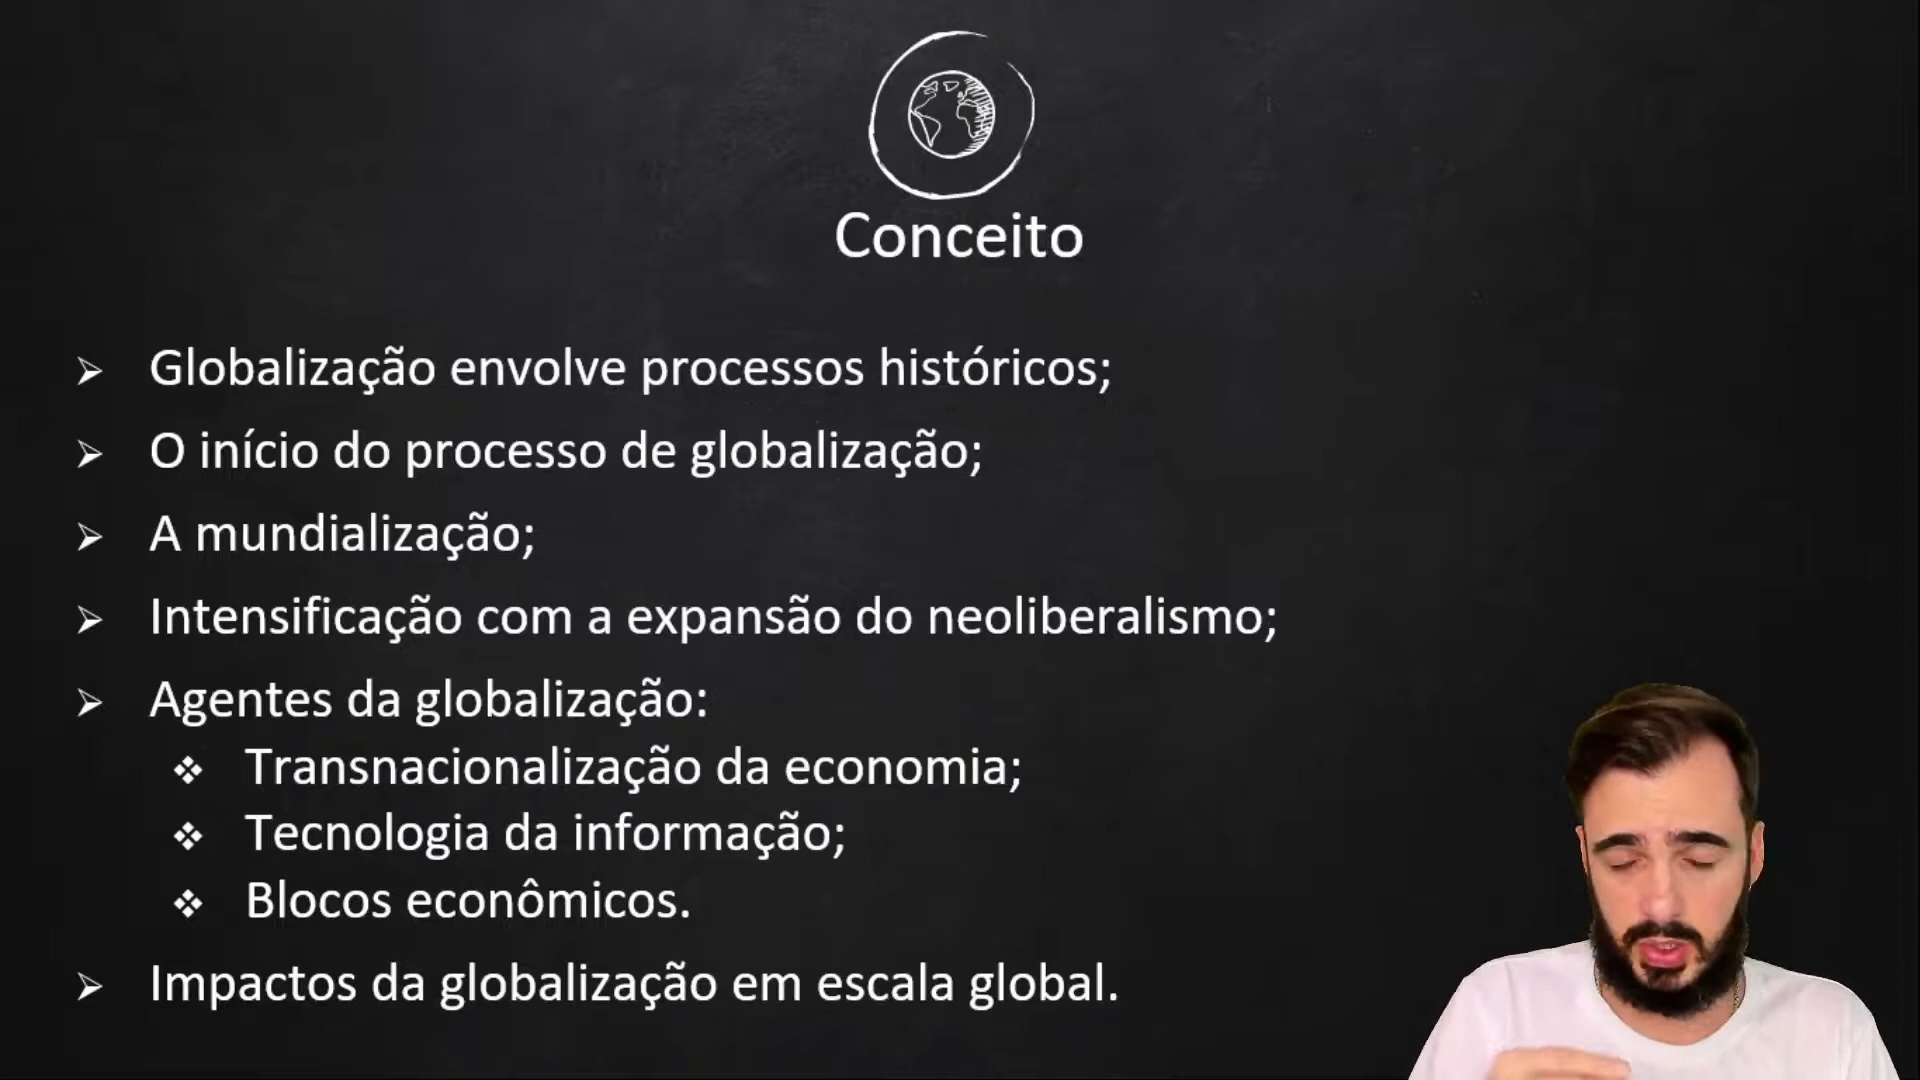 Conceito
Globalização envolve processos históricos;
O início do processo de globalização;
A mundialização;
Intensificação com a expansão do neoliberalismo;
Agentes da globalização:
Transnacionalização da economia;
Tecnologia da informação;
Blocos econômicos.
Impactos da globalização em escala global.